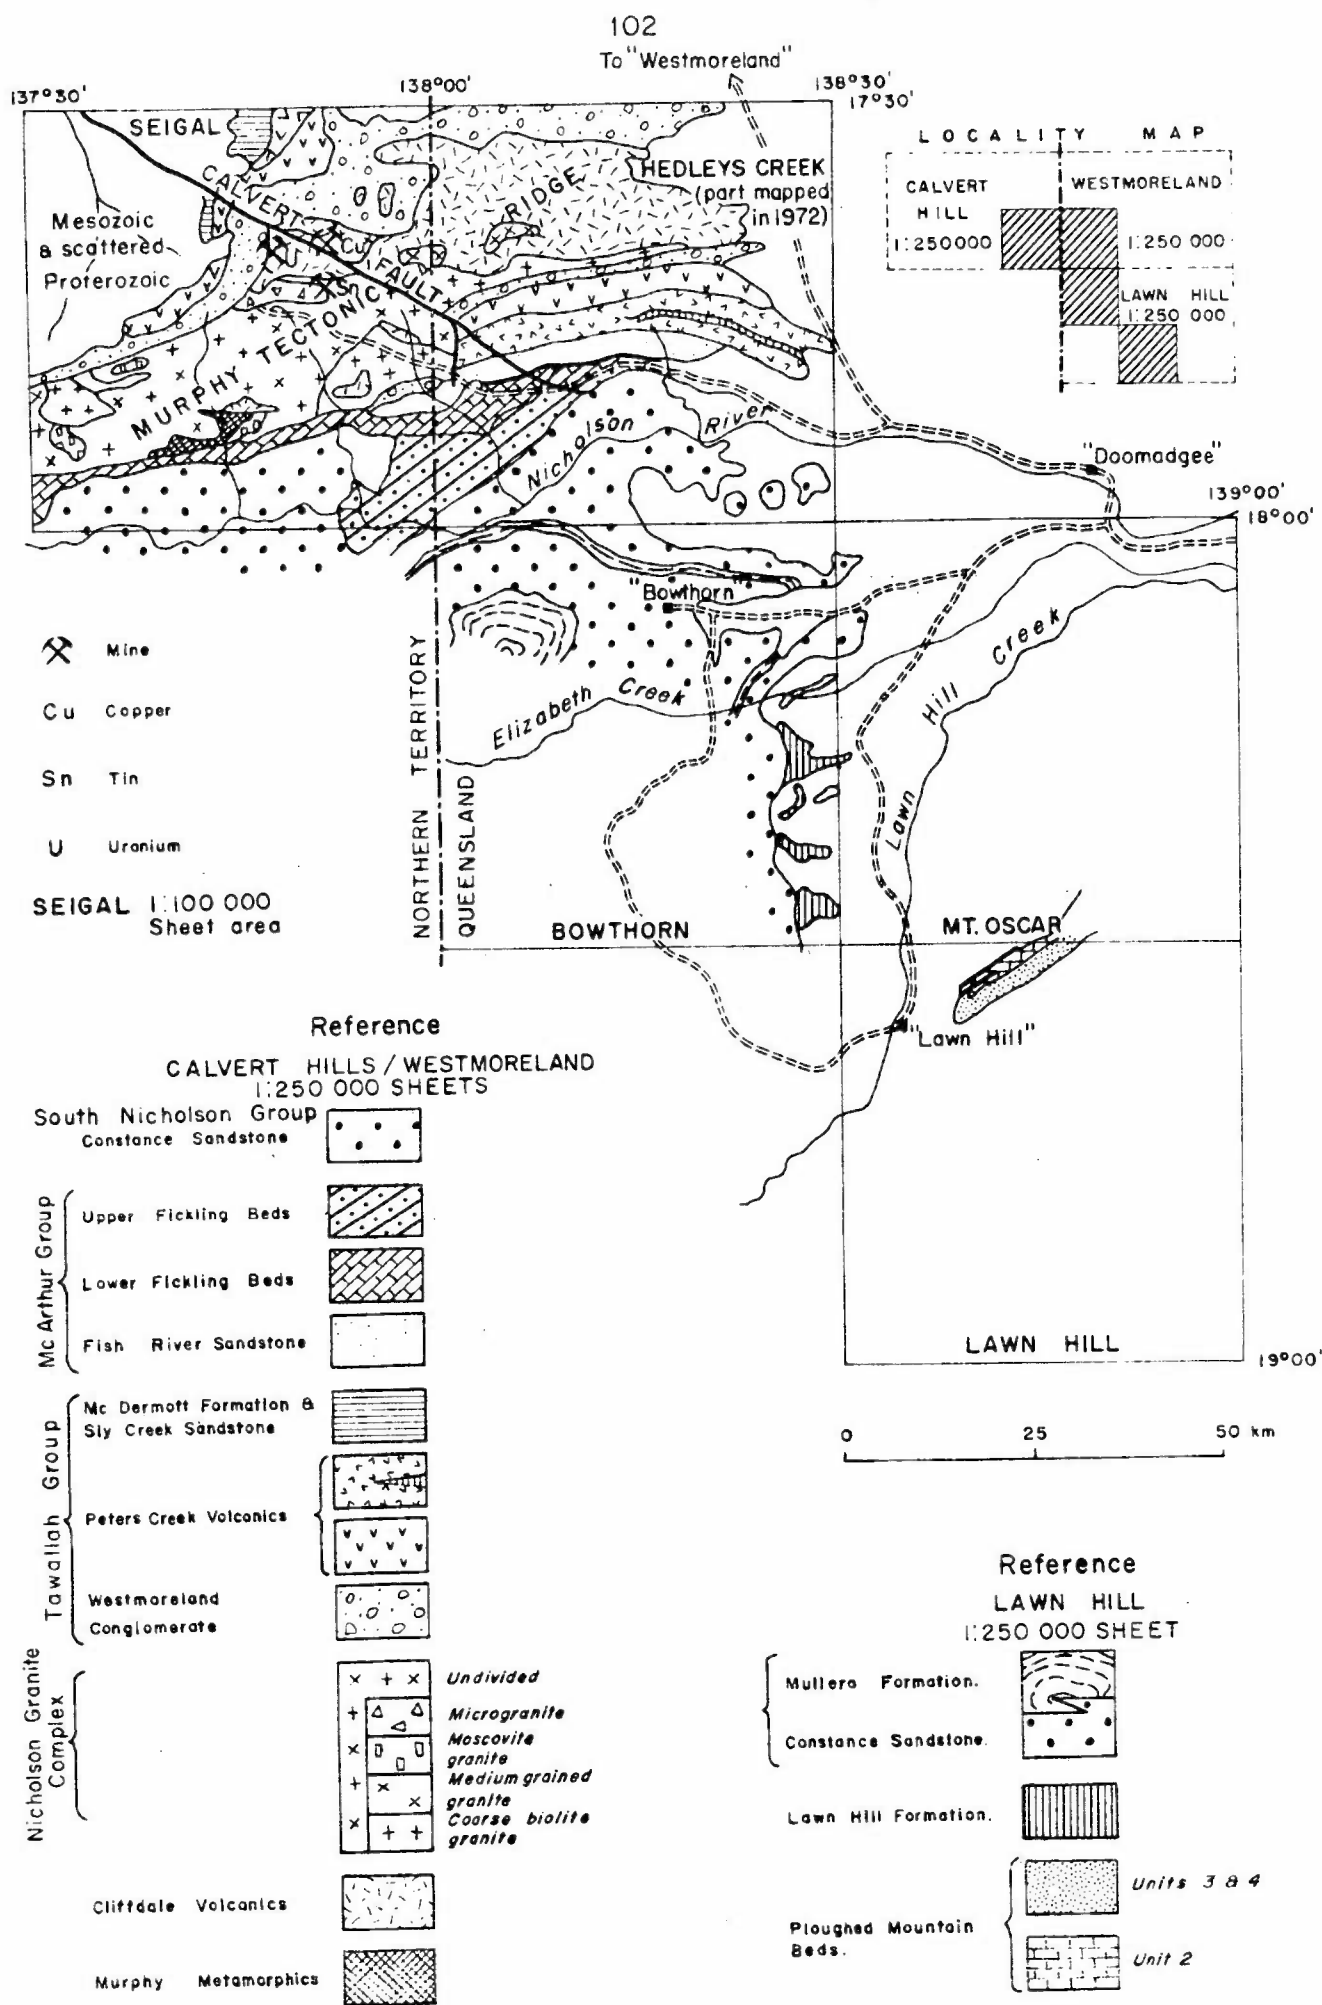 102
To "Westmoreland"
137°30'
138°00'
138°30'
17°30'
SEIGAL
CALVERT FAULT
HEDLEYS CREEK
(part mapped
in 1972)
RIDGE
Mesozoic
& scattered
Proterozoic
Cu
Sn
MURPHY TECTONIC
LOCALITY MAP
CALVERT
HILL
1:250000
WESTMORELAND
1:250 000
LAWN HILL
1:250 000
Nicholson River
"Doomadgee"
139°00'
18°00'
"Bowthorn"
Elizabeth Creek
Lawn Hill Creek
Mine
Cu Copper
Sn Tin
U Uranium
SEIGAL 1:100 000
Sheet area
NORTHERN TERRITORY
QUEENSLAND
BOWTHORN
MT. OSCAR
"Lawn Hill"
LAWN HILL
19°00'
0 25 50 km
Reference
CALVERT HILLS / WESTMORELAND
1:250 000 SHEETS
South Nicholson Group
Constance Sandstone
Mc Arthur Group
Upper Fickling Beds
Lower Fickling Beds
Fish River Sandstone
Tawallah Group
Mc Dermott Formation &
Sly Creek Sandstone
Peters Creek Volcanics
Westmoreland
Conglomerate
Nicholson Granite
Complex
Undivided
Microgranite
Moscovite
granite
Medium grained
granite
Coarse biolite
granite
Cliffdale Volcanics
Murphy Metamorphics
Reference
LAWN HILL
1:250 000 SHEET
Mullera Formation.
Constance Sandstone.
Lawn Hill Formation.
Ploughed Mountain
Beds.
Units 3 & 4
Unit 2